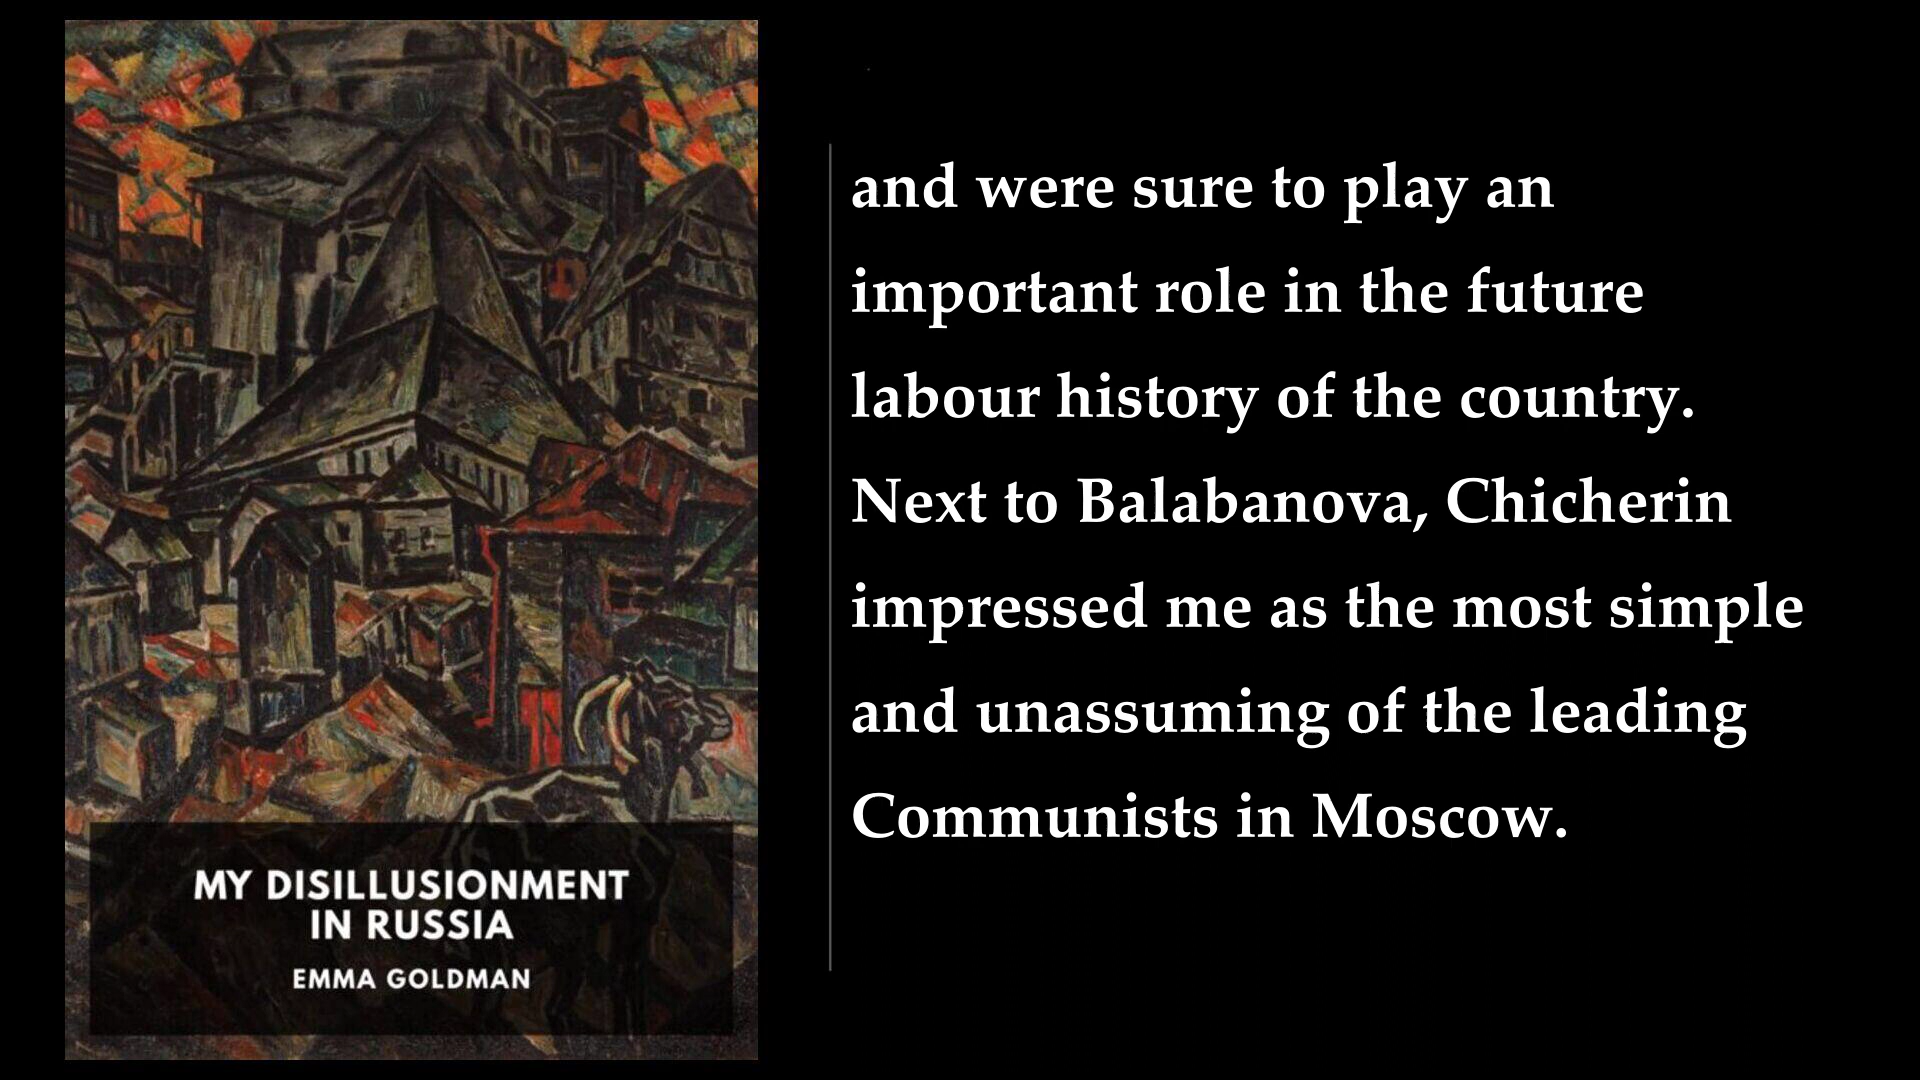 and were sure to play an
important role in the future
labour history of the country.
Next to Balabanova, Chicherin
impressed me as the most simple
and unassuming of the leading
Communists in Moscow.
MY DISILLUSIONMENT
IN RUSSIA
EMMA GOLDMAN